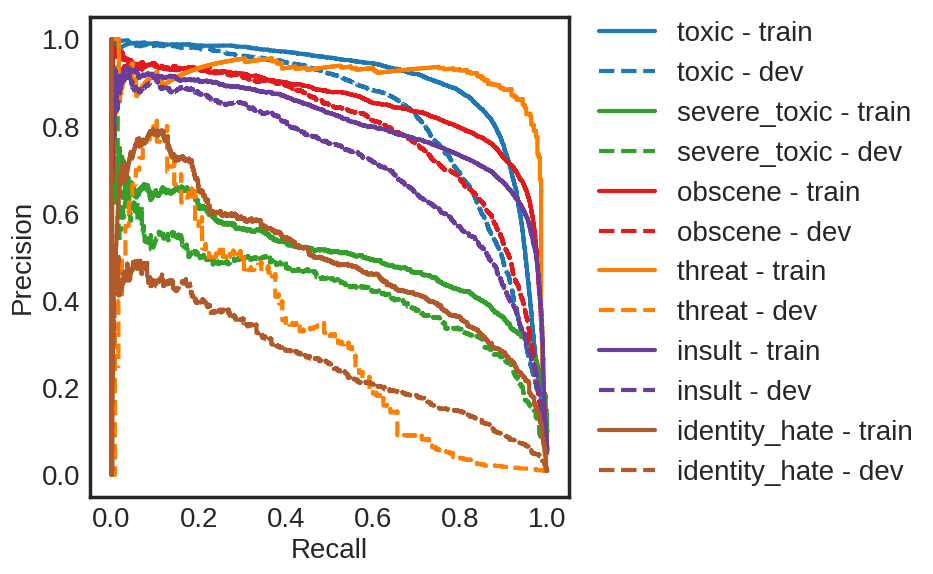 1.0
0.8
0.6
0.4
0.2
0.0
Precision
0.0 0.2 0.4 0.6 0.8 1.0
Recall
toxic - train
toxic - dev
severe_toxic - train
severe_toxic - dev
obscene - train
obscene - dev
threat - train
threat - dev
insult - train
insult - dev
identity_hate - train
identity_hate - dev